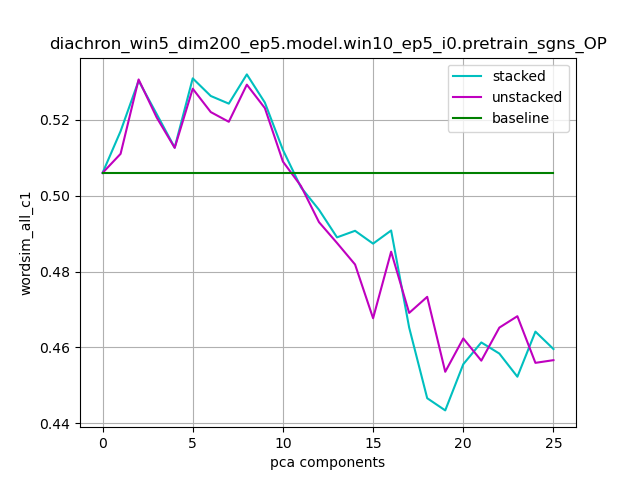 diachron_win5_dim200_ep5.model.win10_ep5_i0.pretrain_sgns_OP
stacked
unstacked
baseline
wordsim_all_c1
0.52
0.50
0.48
0.46
0.44
0
5
10
15
20
25
pca components